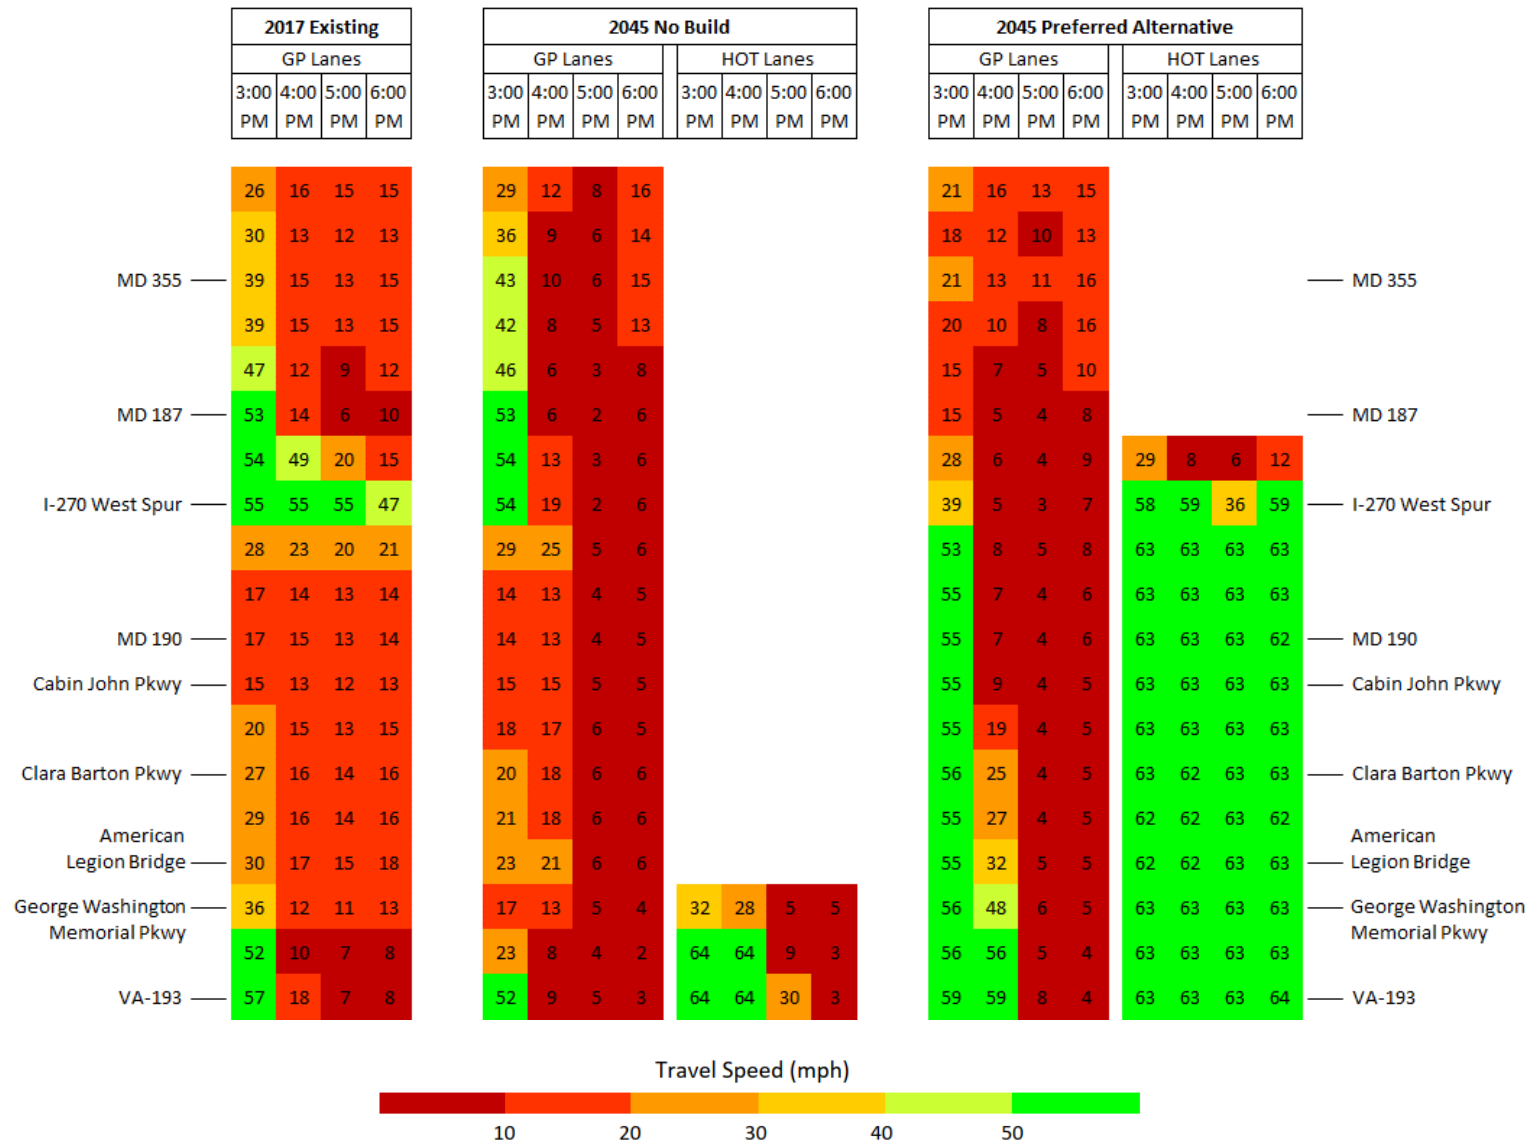 2017 Existing 2045 No Build 2045 Preferred Alternative
GP Lanes GP Lanes HOT Lanes GP Lanes HOT Lanes
3:00 4:00 5:00 6:00 3:00 4:00 5:00 6:00 3:00 4:00 5:00 6:00 3:00 4:00 5:00 6:00 3:00 4:00 5:00 6:00
PM PM PM PM PM PM PM PM PM PM PM PM PM PM PM PM PM PM PM PM
26 16 15 15 29 12 8 16 21 16 13 15
30 13 12 13 36 9 6 14 18 12 10 13
MD 355 39 15 13 15 43 10 6 15 21 13 11 16 MD 355
39 15 13 15 42 8 5 13 20 10 8 16
47 12 9 12 46 6 3 8 15 7 5 10
MD 187 53 14 6 10 53 6 2 6 15 5 4 8 MD 187
54 49 20 15 54 13 3 6 28 6 4 9 29 8 6 12
I-270 West Spur 55 55 55 47 54 19 2 6 39 5 3 7 58 59 36 59 I-270 West Spur
28 23 20 21 29 25 5 6 53 8 5 8 63 63 63 63
17 14 13 14 14 13 4 5 55 7 4 6 63 63 63 63
MD 190 17 15 13 14 14 13 4 5 55 7 4 6 63 63 63 62 MD 190
Cabin John Pkwy 15 13 12 13 15 15 5 5 55 9 4 5 63 63 63 63 Cabin John Pkwy
20 15 13 15 18 17 6 5 55 19 4 5 63 63 63 63
Clara Barton Pkwy 27 16 14 16 20 18 6 6 56 25 4 5 63 62 63 63 Clara Barton Pkwy
29 16 14 16 21 18 6 6 55 27 4 5 62 62 63 62
American American
Legion Bridge 30 17 15 18 23 21 6 6 55 32 5 5 62 62 63 63 Legion Bridge
George Washington 36 12 11 13 17 13 5 4 32 28 5 5 56 48 6 5 63 63 63 63 George Washington
Memorial Pkwy Memorial Pkwy
52 10 7 8 23 8 4 2 64 64 9 3 56 56 5 4 63 63 63 63
VA-193 57 18 7 8 52 9 5 3 64 64 30 3 59 59 8 4 63 63 63 64 VA-193
Travel Speed (mph)
10 20 30 40 50